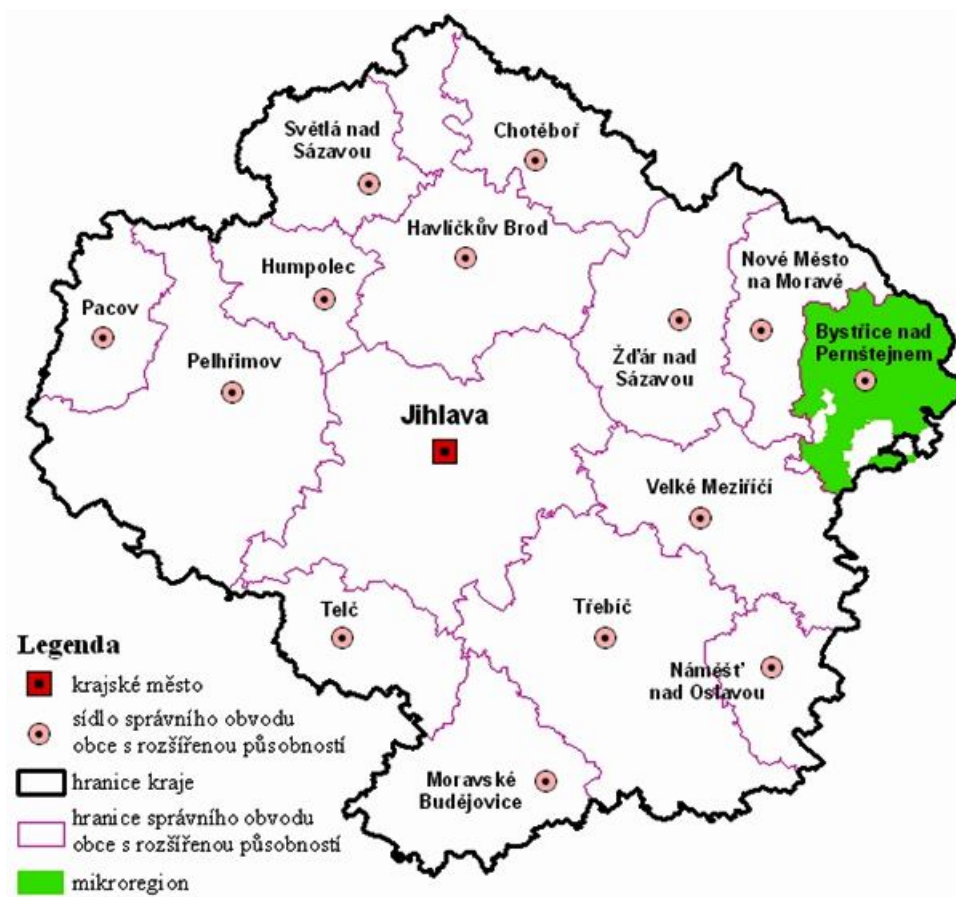 Světlá nad
Sázavou
Chotěboř
Havlíčkův Brod
Humpolec
Nové Město
na Moravě
Pacov
Pelhřimov
Žďár nad
Sázavou
Bystřice nad
Pernštejnem
Jihlava
Velké Meziříčí
Telč
Třebíč
Náměšť
nad Oslavou
Moravské
Budějovice
Legenda
krajské město
sídlo správního obvodu
obce s rozšířenou působností
hranice kraje
hranice správního obvodu
obce s rozšířenou působností
mikroregion